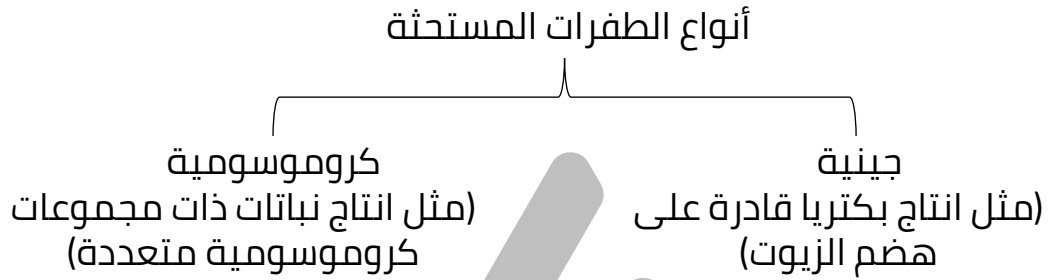 أنواع الطفرات المستحثة
جينية
(مثل انتاج بكتريا قادرة على
هضم الزيوت)
كروموسومية
(مثل انتاج نباتات ذات مجموعات
كروموسومية متعددة)